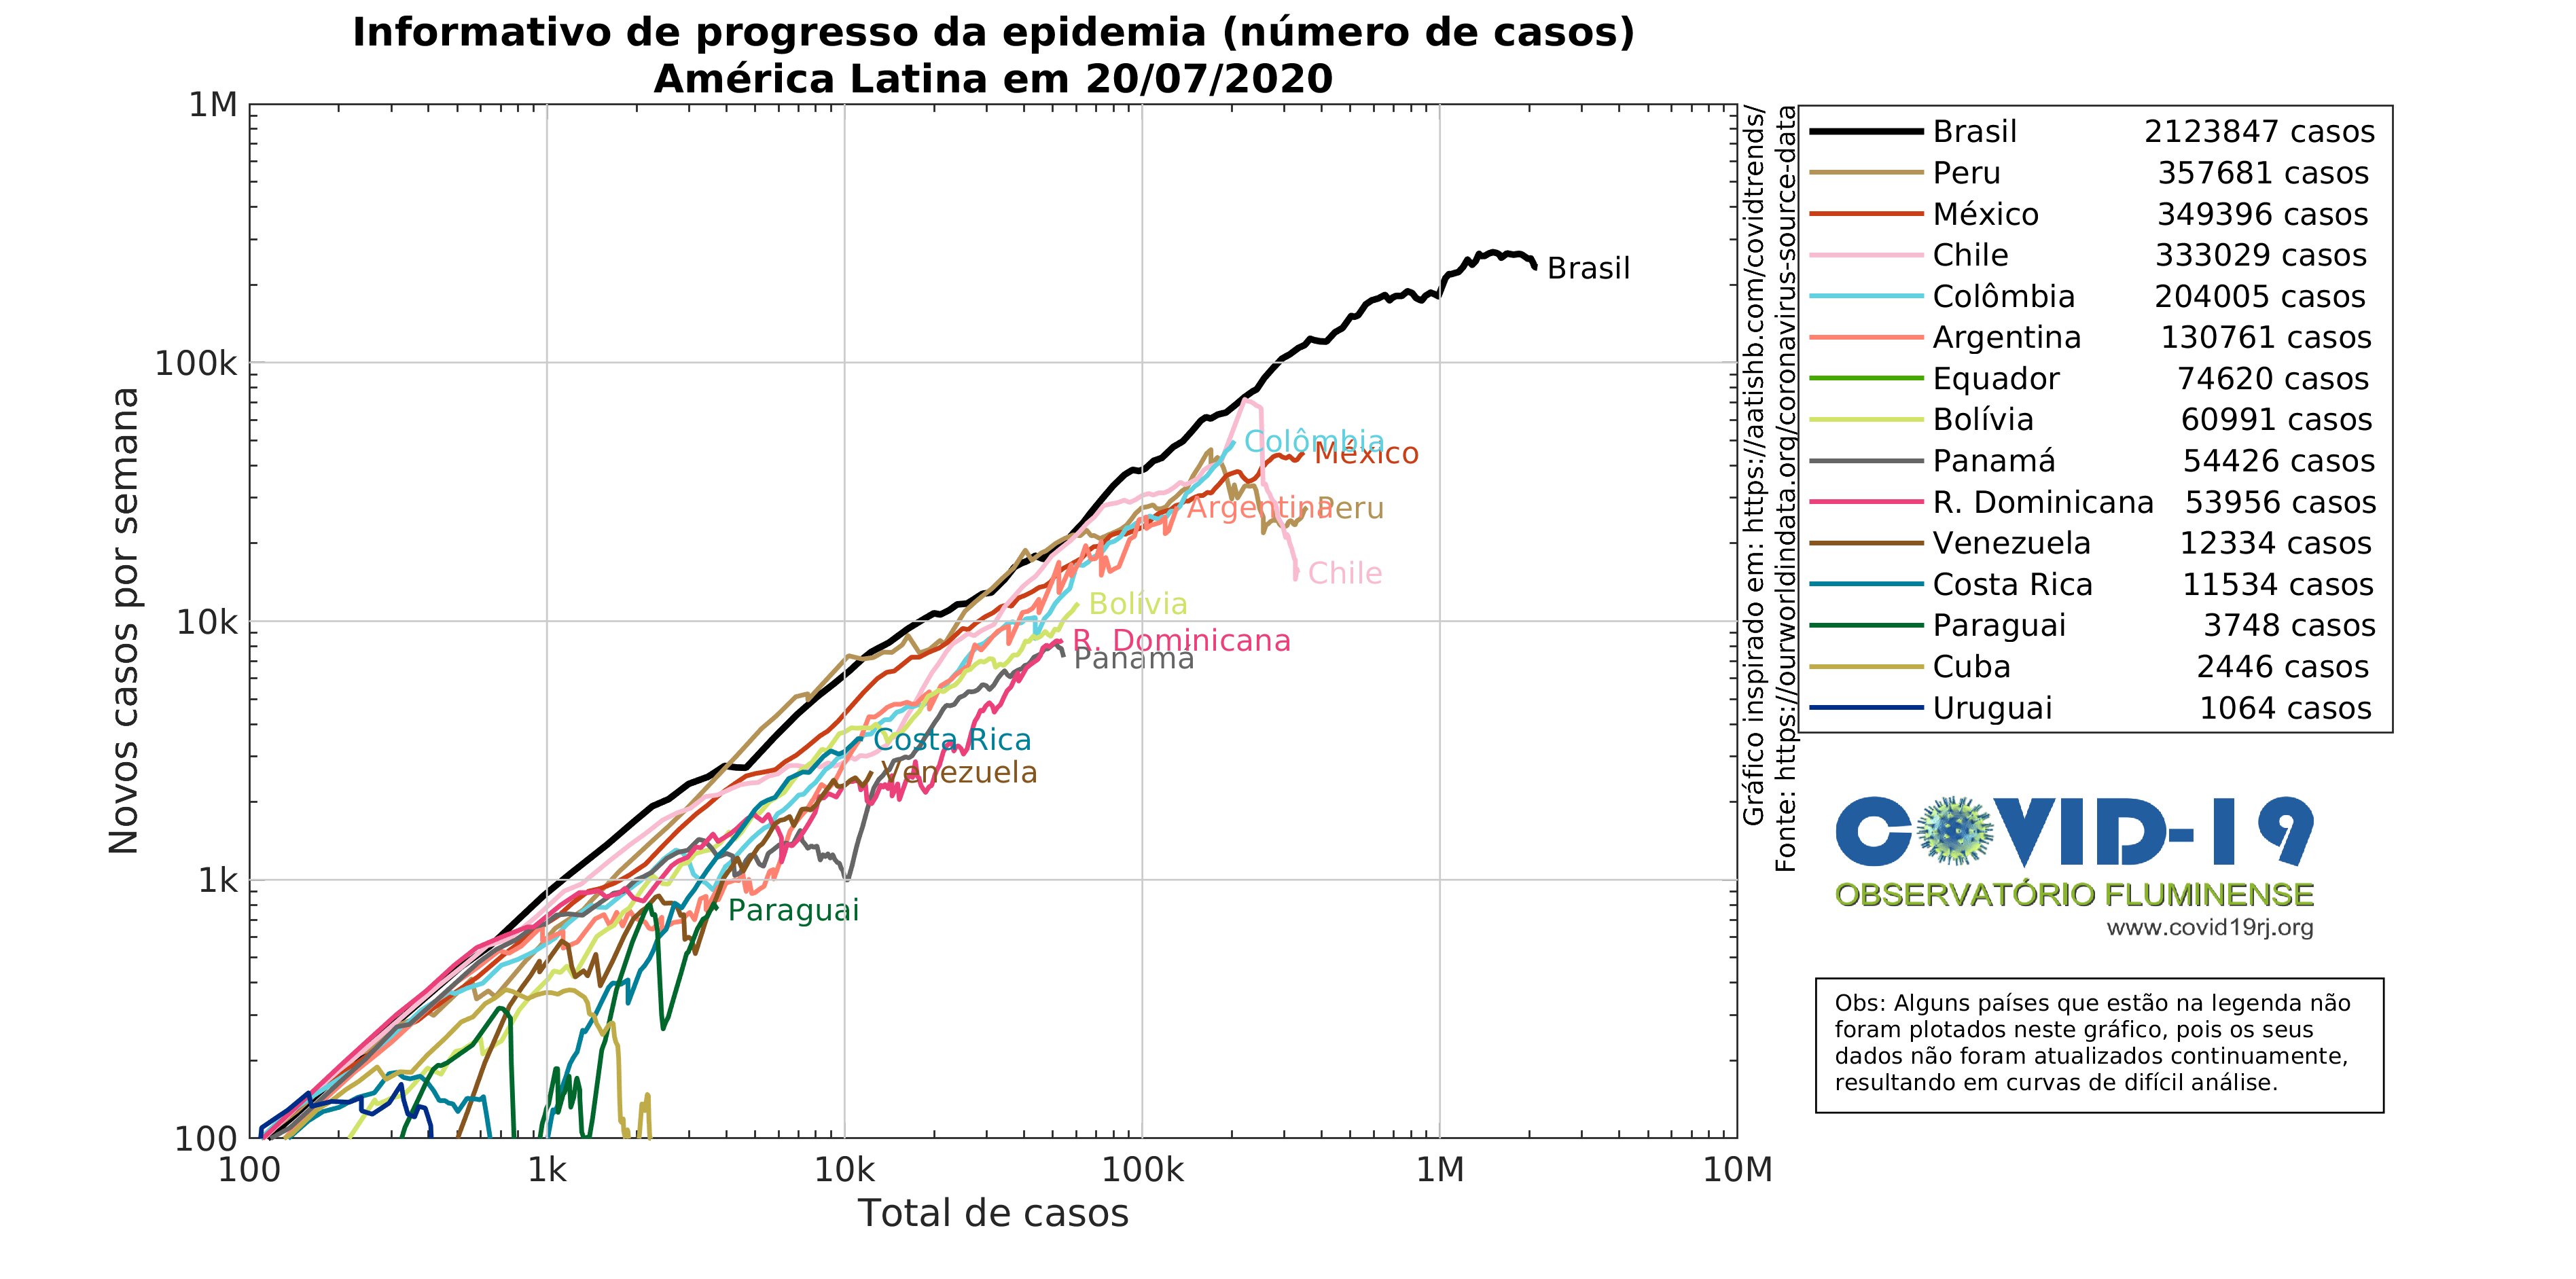 Informativo de progresso da epidemia (número de casos)
América Latina em 20/07/2020
1M
100k
10k
1k
100
Novos casos por semana
100
1k
10k
100k
1M
10M
Total de casos
Brasil
Colômbia
México
Argentina
Peru
Chile
Bolívia
R. Dominicana
Panamá
Costa Rica
Venezuela
Paraguai
Gráfico inspirado em: https://aatishb.com/covidtrends/
Fonte: https://ourworldindata.org/coronavirus-source-data
Brasil 2123847 casos
Peru 357681 casos
México 349396 casos
Chile 333029 casos
Colômbia 204005 casos
Argentina 130761 casos
Equador 74620 casos
Bolívia 60991 casos
Panamá 54426 casos
R. Dominicana 53956 casos
Venezuela 12334 casos
Costa Rica 11534 casos
Paraguai 3748 casos
Cuba 2446 casos
Uruguai 1064 casos
COVID-19
OBSERVATÓRIO FLUMINENSE
www.covid19rj.org
Obs: Alguns países que estão na legenda não
foram plotados neste gráfico, pois os seus
dados não foram atualizados continuamente,
resultando em curvas de difícil análise.